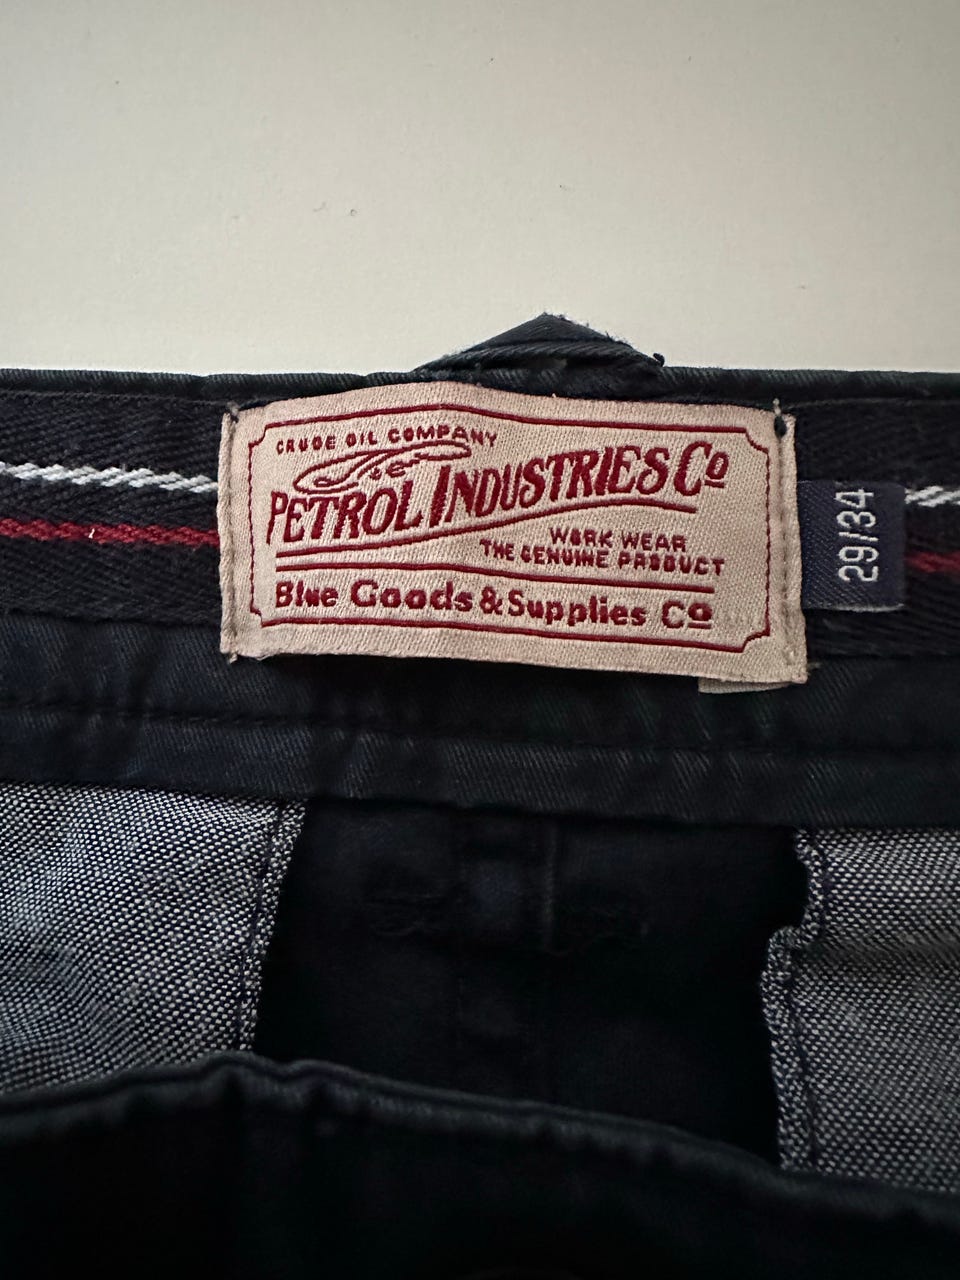 CRUDE OIL COMPANY
The
PETROL INDUSTRIES Co
WORK WEAR
THE GENUINE PRODUCT
Blue Goods & Supplies Co
29/34